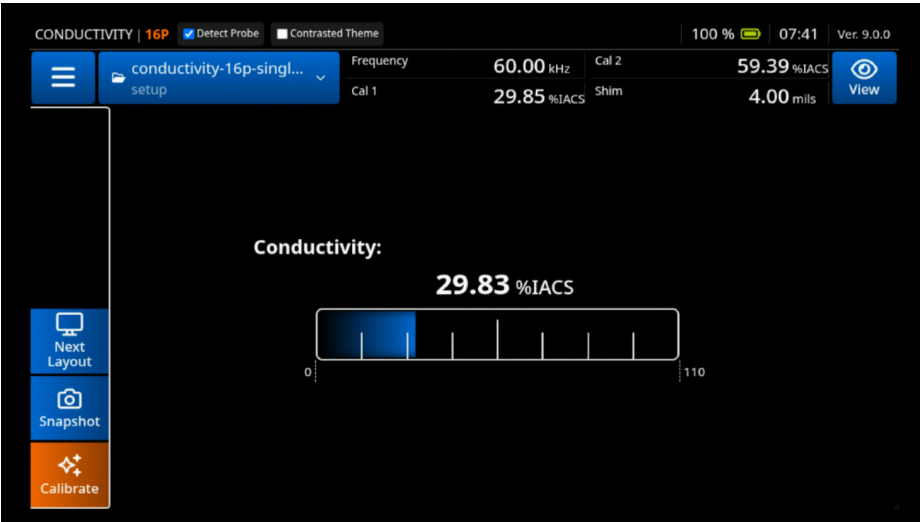 CONDUCTIVITY | 16P Detect Probe Contrasted Theme 100 % 07:41 Ver. 9.0.0
conductivity-16p-singl...
setup
Frequency 60.00 kHz Cal 2 59.39 %IACS
Cal 1 29.85 %IACS Shim 4.00 mils
View
Conductivity:
29.83 %IACS
0 110
Next
Layout
Snapshot
Calibrate